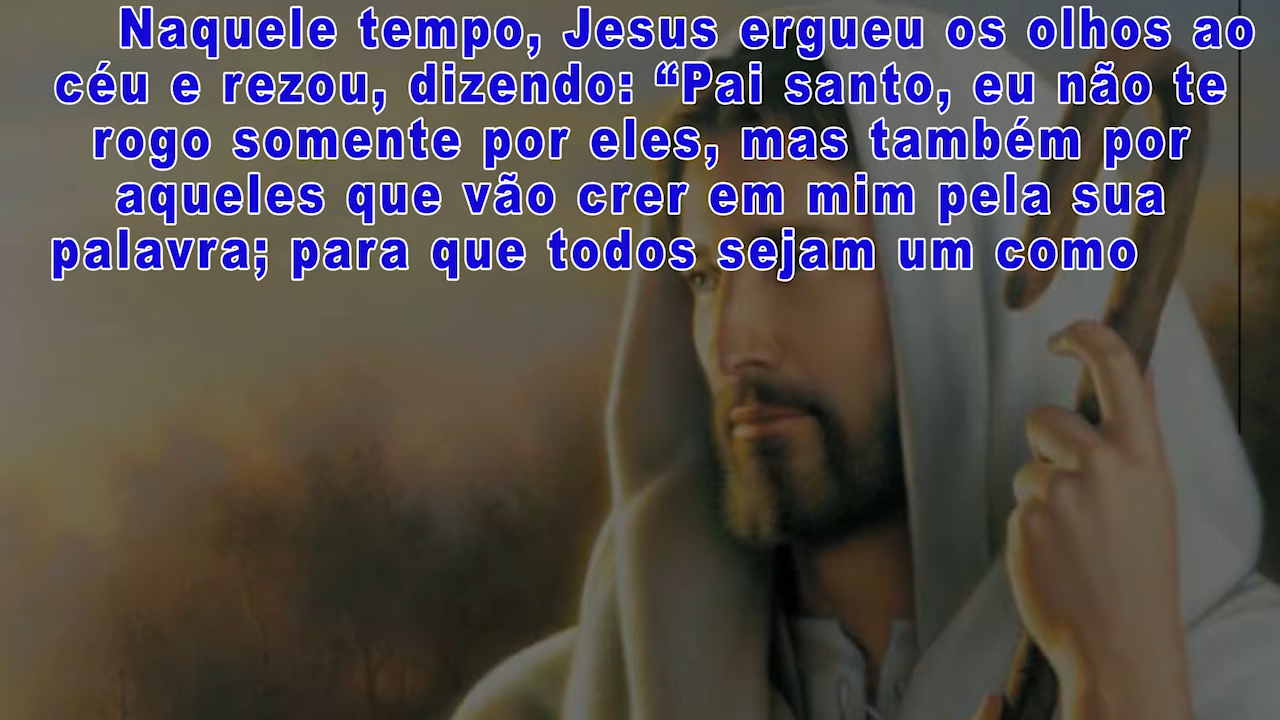 Naquele tempo, Jesus ergueu os olhos ao
céu e rezou, dizendo: “Pai santo, eu não te
rogo somente por eles, mas também por
aqueles que vão crer em mim pela sua
palavra; para que todos sejam um como